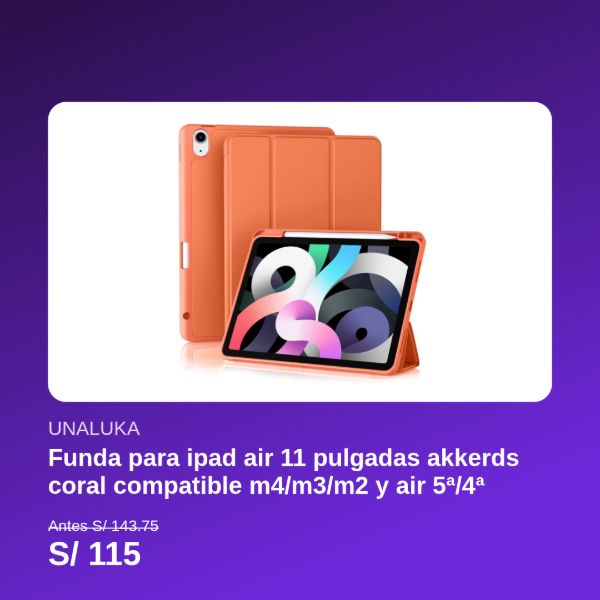 UNALUKA
Funda para ipad air 11 pulgadas akkerds
coral compatible m4/m3/m2 y air 5ª/4ª
Antes S/ 143.75
S/ 115